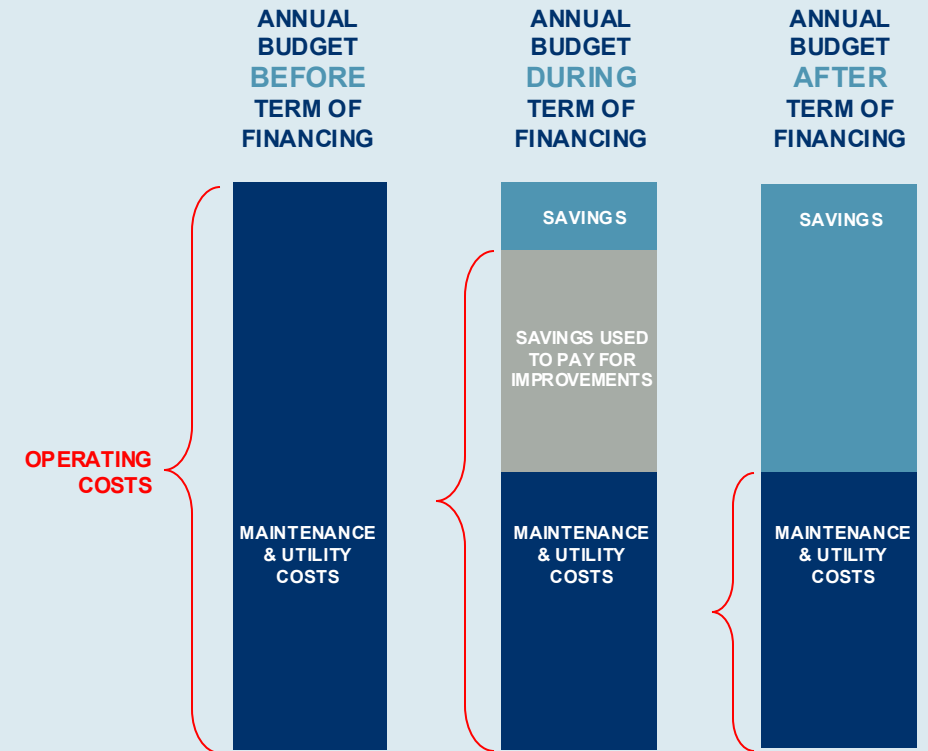 ANNUAL
BUDGET
BEFORE
TERM OF
FINANCING
ANNUAL
BUDGET
DURING
TERM OF
FINANCING
ANNUAL
BUDGET
AFTER
TERM OF
FINANCING
OPERATING
COSTS
MAINTENANCE
& UTILITY
COSTS
SAVINGS
SAVINGS USED
TO PAY FOR
IMPROVEMENTS
MAINTENANCE
& UTILITY
COSTS
SAVINGS
MAINTENANCE
& UTILITY
COSTS